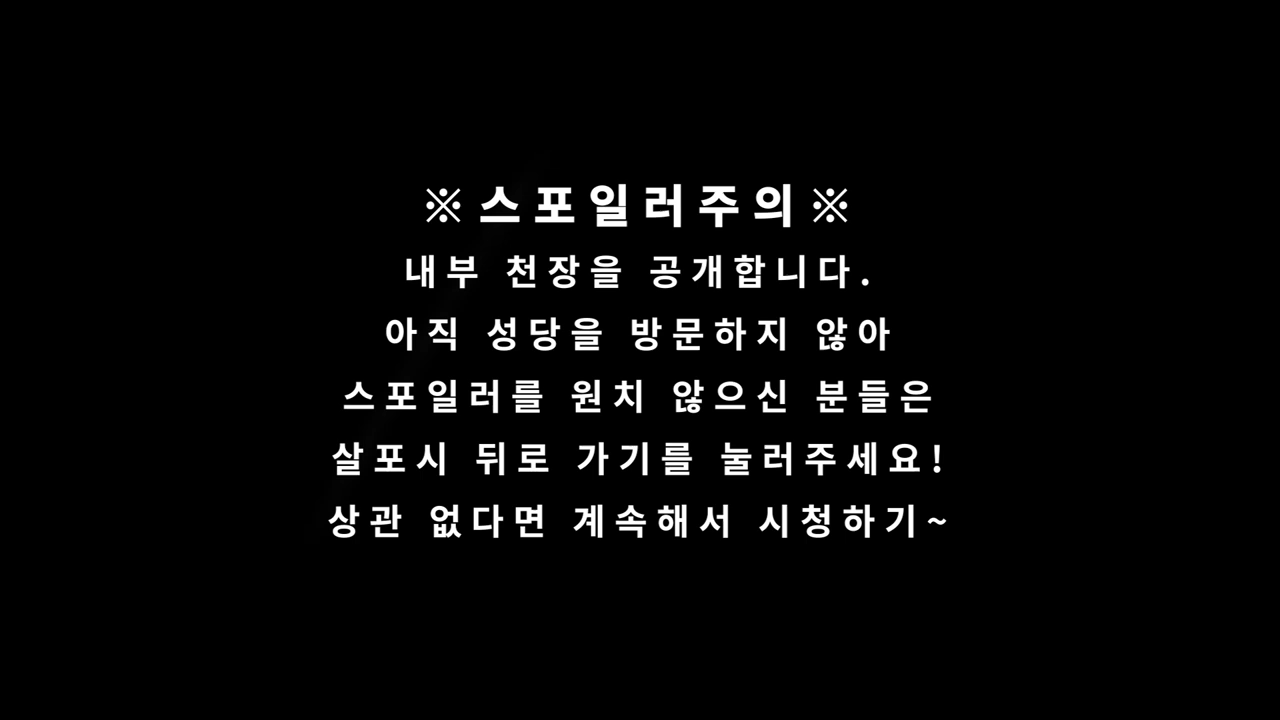 ※스포일러주의※
내부 천장을 공개합니다.
아직 성당을 방문하지 않아
스포일러를 원치 않으신 분들은
살포시 뒤로 가기를 눌러주세요!
상관 없다면 계속해서 시청하기~